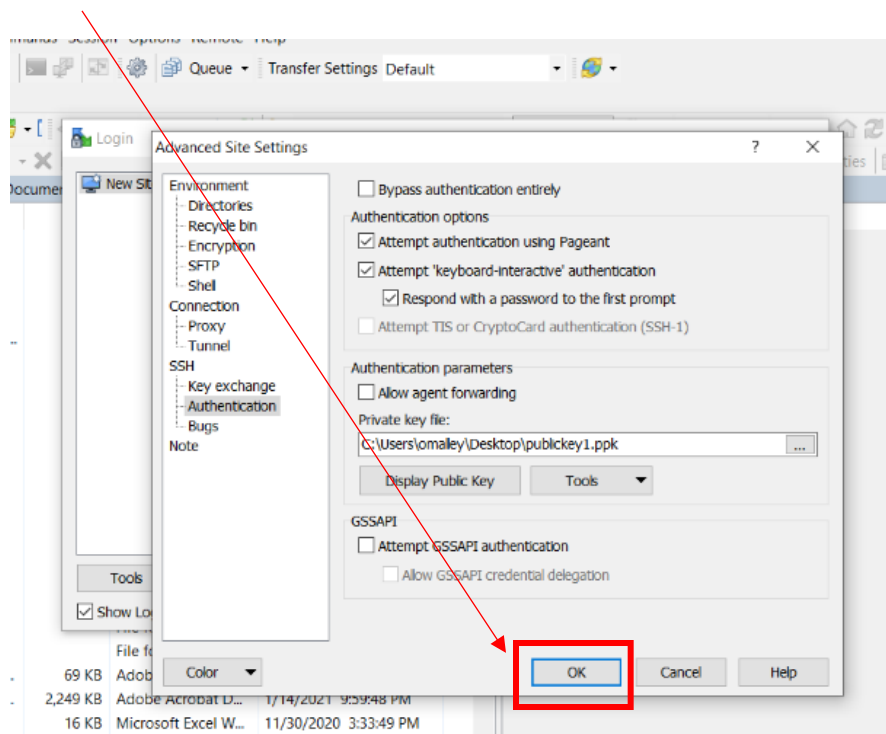 Queue Transfer Settings Default
Login
Advanced Site Settings ? ×
New Sit
Environment
Directories
Recycle bin
Encryption
SFTP
Shell
Connection
Proxy
Tunnel
SSH
Key exchange
Authentication
Bugs
Note
Bypass authentication entirely
Authentication options
Attempt authentication using Pageant
Attempt 'keyboard-interactive' authentication
Respond with a password to the first prompt
Attempt TIS or CryptoCard authentication (SSH-1)
Authentication parameters
Allow agent forwarding
Private key file:
C:\Users\omalley\Desktop\publickey1.ppk ...
Display Public Key Tools
GSSAPI
Attempt GSSAPI authentication
Allow GSSAPI credential delegation
Tools
Show Lo
File fo
Color OK Cancel Help
69 KB Adob
2,249 KB Adobe Acrobat D... 1/14/2021 9:59:48 PM
16 KB Microsoft Excel W... 11/30/2020 3:33:49 PM